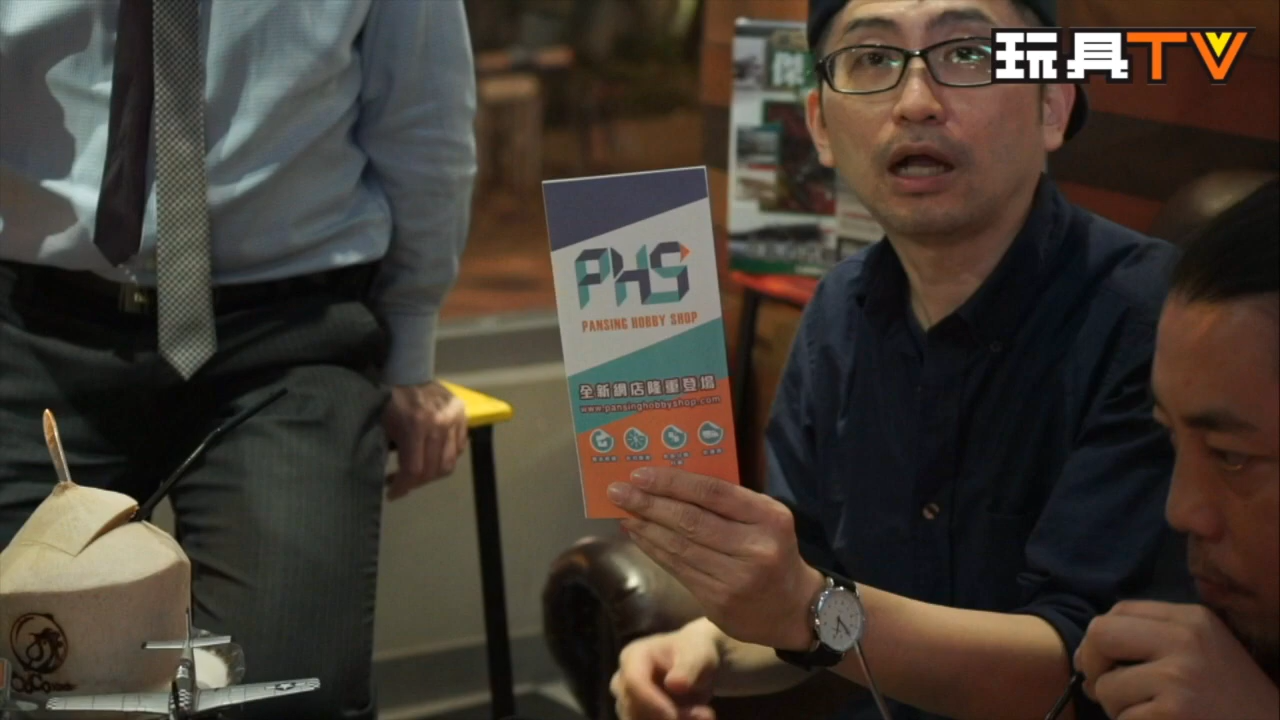 玩具TV
PHS
PANSING HOBBY SHOP
全新網店隆重登場
www.pansinghobbyshop.com